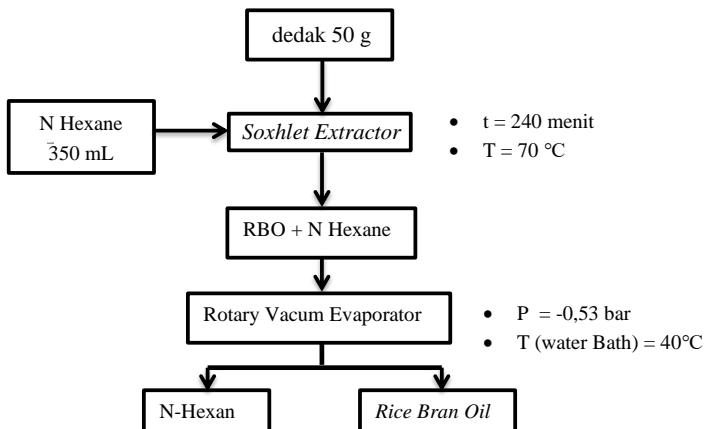 dedak 50 g
N Hexane
350 mL
Soxhlet Extractor
• t = 240 menit
• T = 70 °C
RBO + N Hexane
Rotary Vacum Evaporator
• P = -0,53 bar
• T (water Bath) = 40°C
N-Hexan
Rice Bran Oil